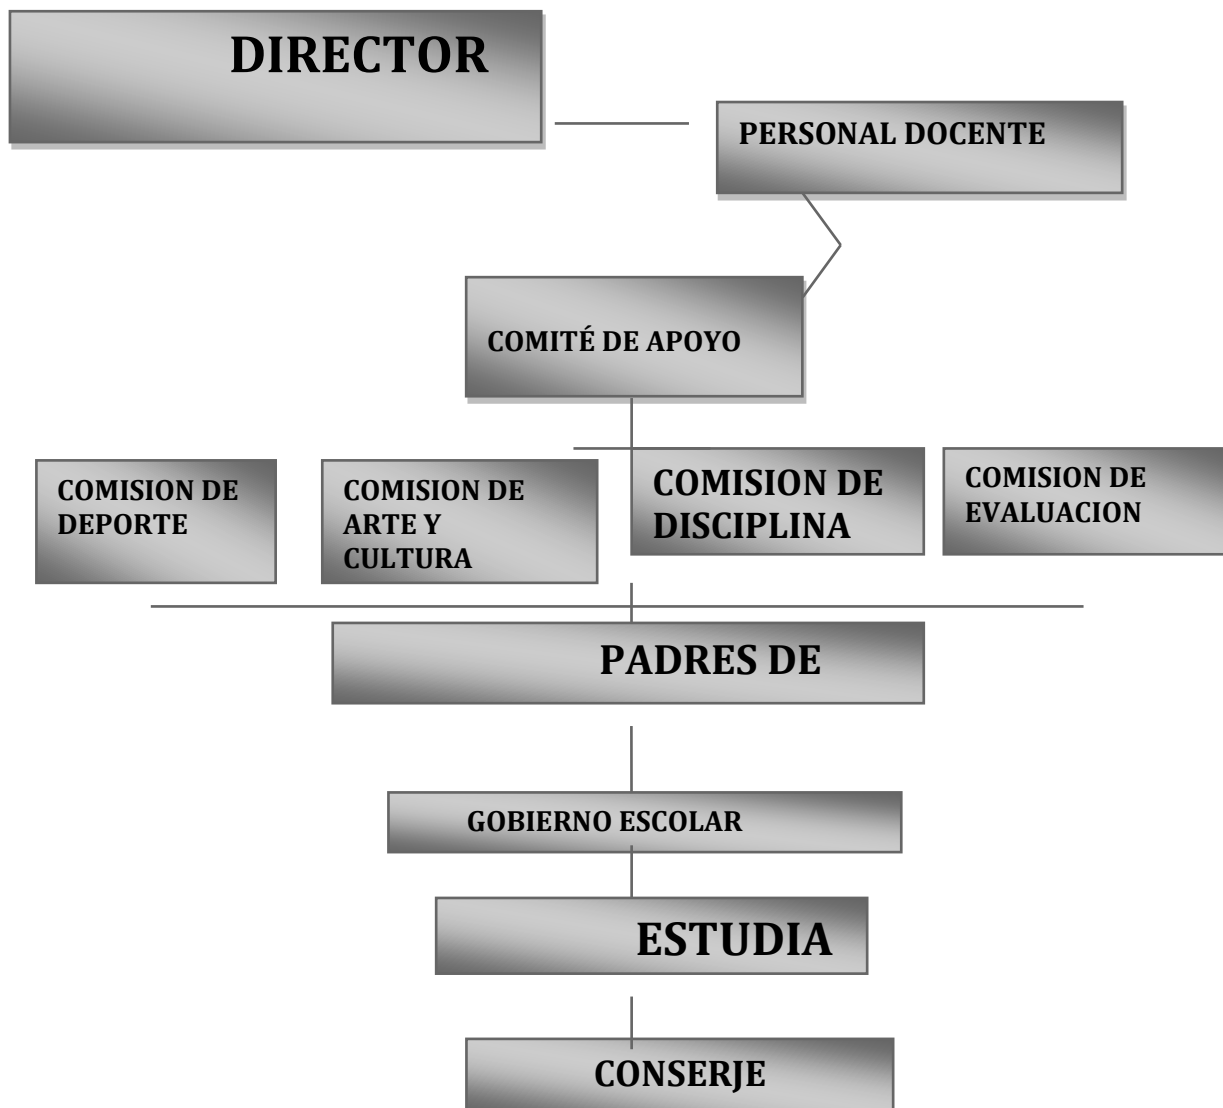 DIRECTOR
PERSONAL DOCENTE
COMITÉ DE APOYO
COMISION DE
DEPORTE
COMISION DE
ARTE Y
CULTURA
COMISION DE
DISCIPLINA
COMISION DE
EVALUACION
PADRES DE
GOBIERNO ESCOLAR
ESTUDIA
CONSERJE